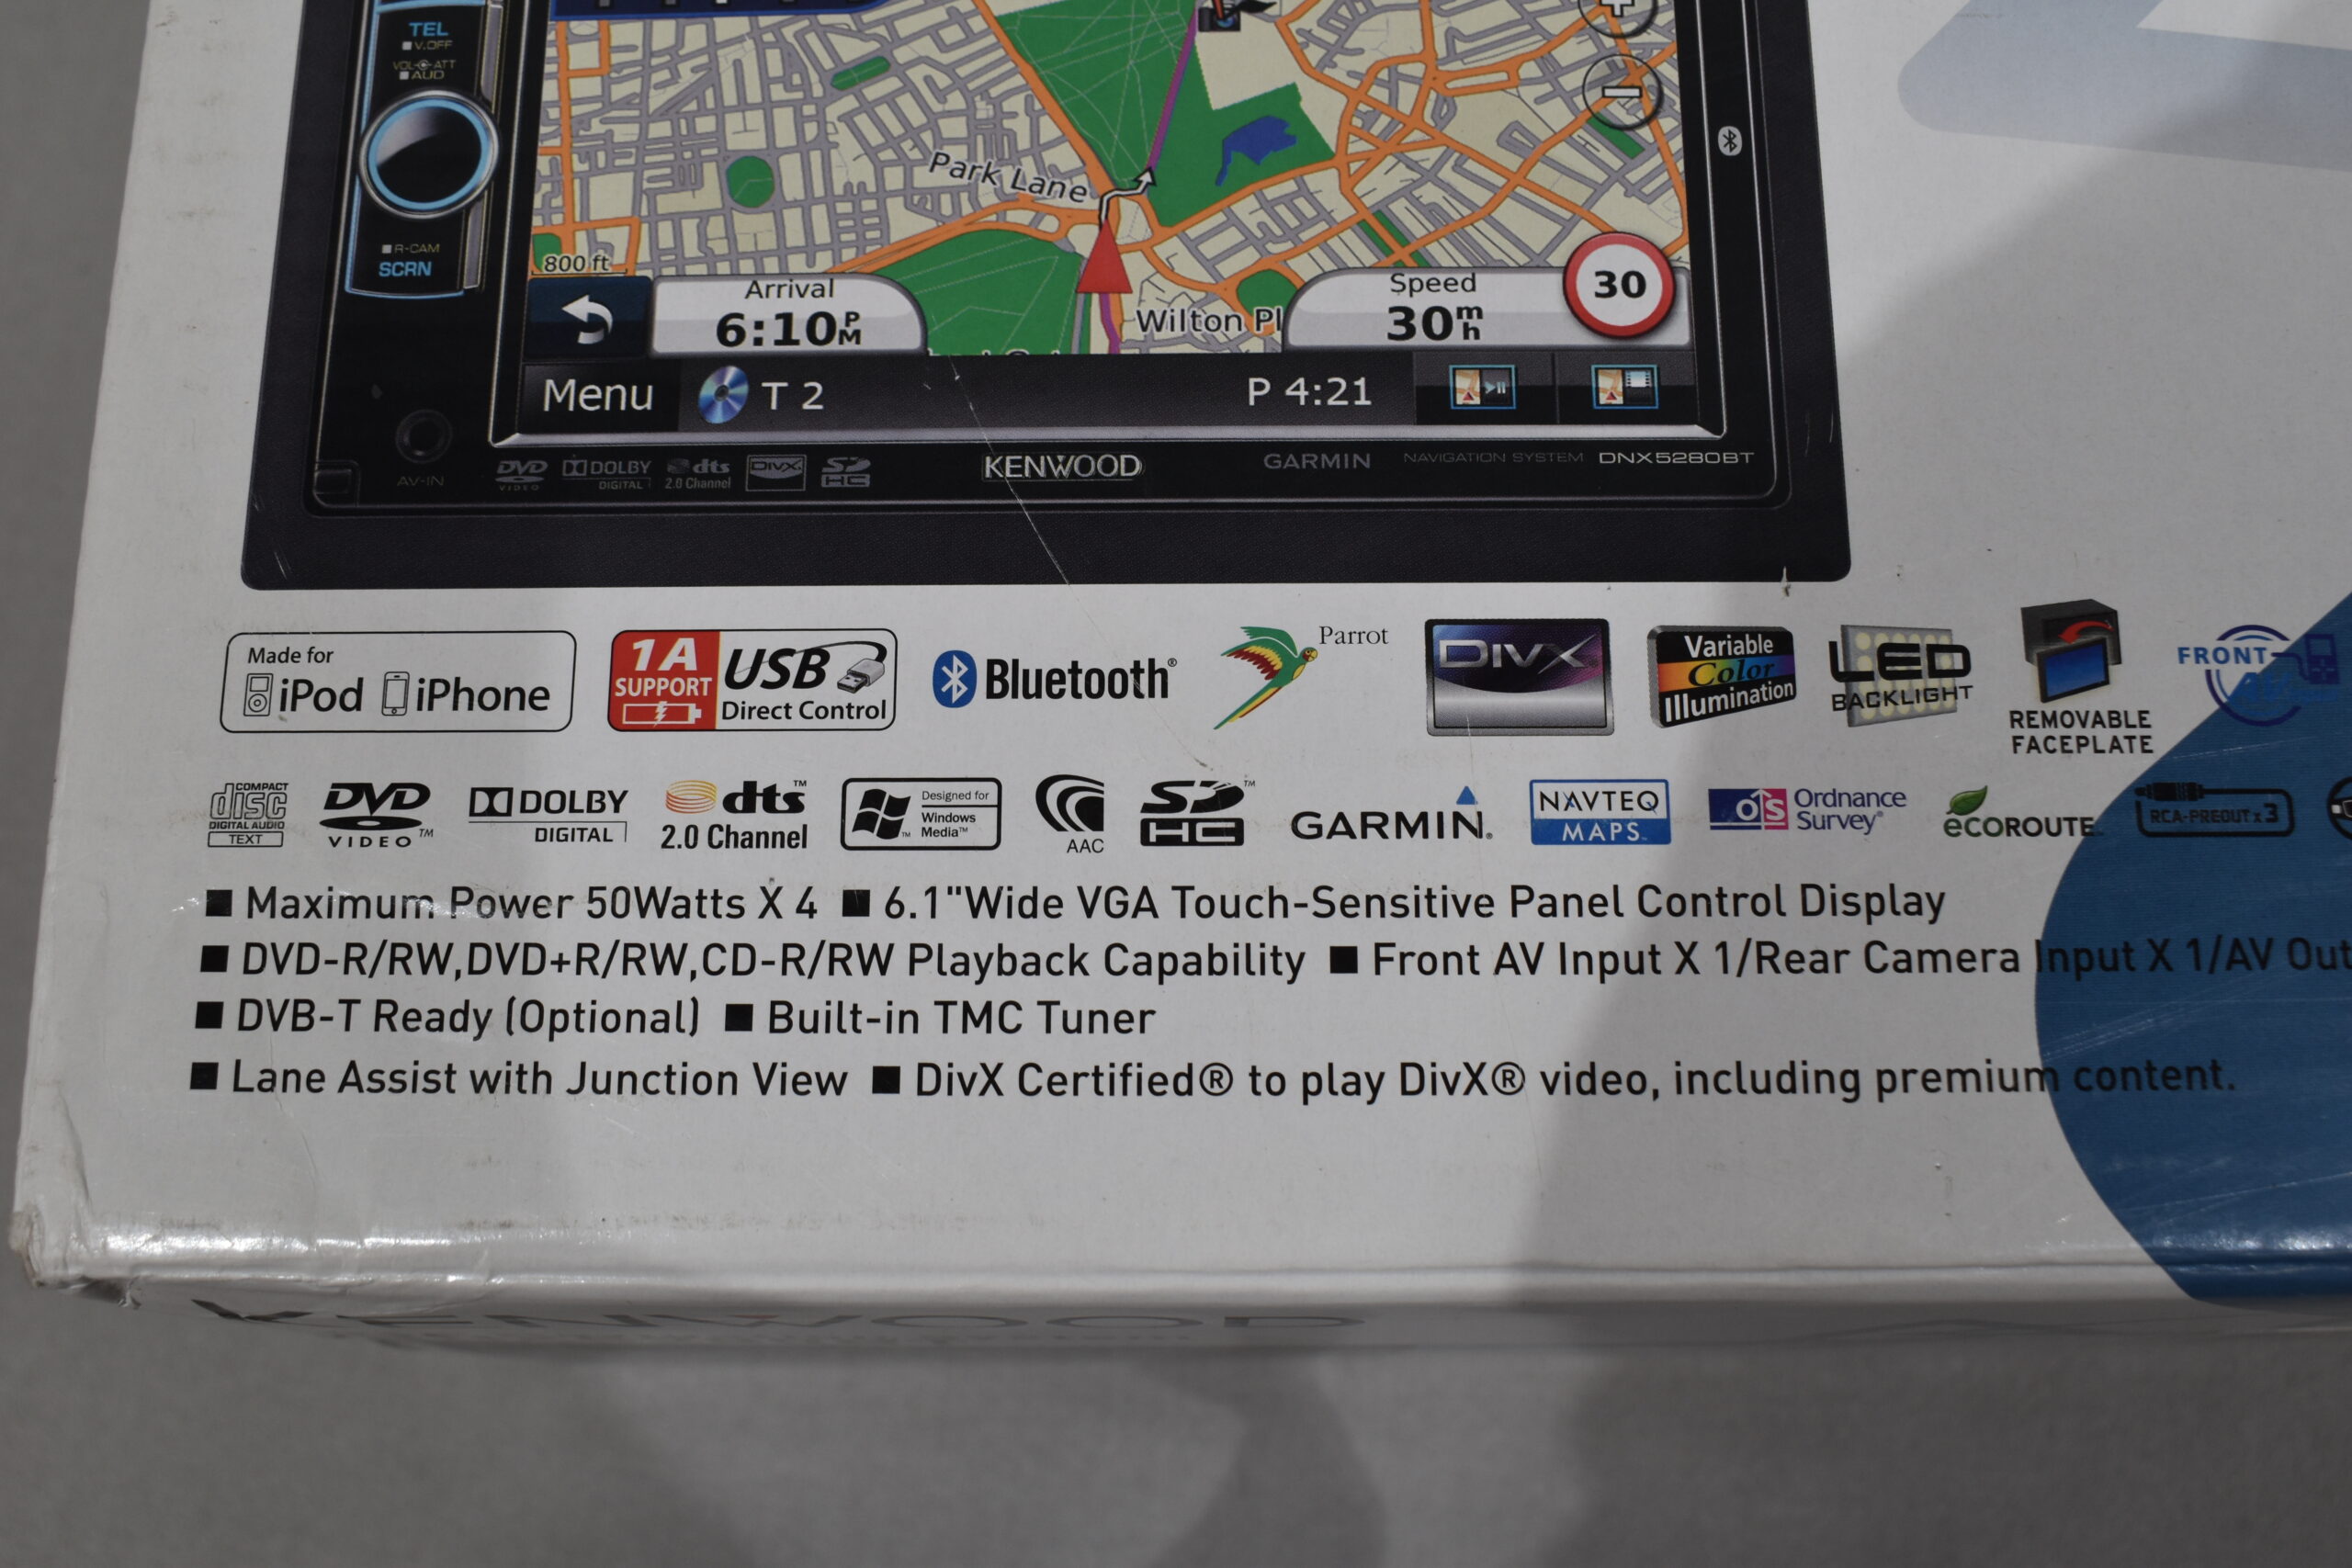 TEL
V.OFF
VOL ATT
AUD
R-CAM
SCRN
AV-IN
Park Lane
800 ft
Arrival
6:10PM
Wilton Pl
Speed
30mh
30
Menu
T 2
P 4:21
DVD VIDEO
DOLBY DIGITAL
dts 2.0 Channel
DIVX
SD HC
KENWOOD
GARMIN
NAVIGATION SYSTEM DNX5280BT
Made for
iPod iPhone
1A SUPPORT
USB Direct Control
Bluetooth®
Parrot
DIVX
Variable Color Illumination
LED BACKLIGHT
REMOVABLE FACEPLATE
FRONT
COMPACT disc DIGITAL AUDIO TEXT
DVD VIDEO™
DOLBY DIGITAL
dts™ 2.0 Channel
Designed for Windows Media™
AAC
SD HC™
GARMIN®
NAVTEQ MAPS
OS Ordnance Survey®
ecoROUTE™
RCA-PREOUT x 3
■ Maximum Power 50Watts X 4 ■ 6.1"Wide VGA Touch-Sensitive Panel Control Display
■ DVD-R/RW,DVD+R/RW,CD-R/RW Playback Capability ■ Front AV Input X 1/Rear Camera Input X 1/AV Out
■ DVB-T Ready (Optional) ■ Built-in TMC Tuner
■ Lane Assist with Junction View ■ DivX Certified® to play DivX® video, including premium content.
KENWOOD